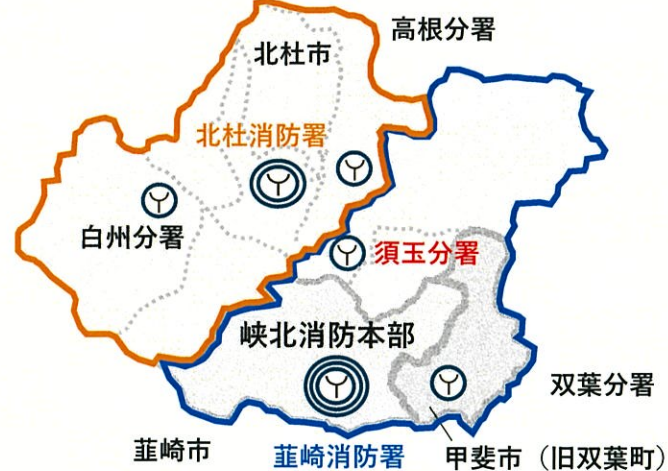 高根分署
北杜市
北杜消防署
白州分署
須玉分署
峡北消防本部
双葉分署
韮崎市
韮崎消防署
甲斐市（旧双葉町）